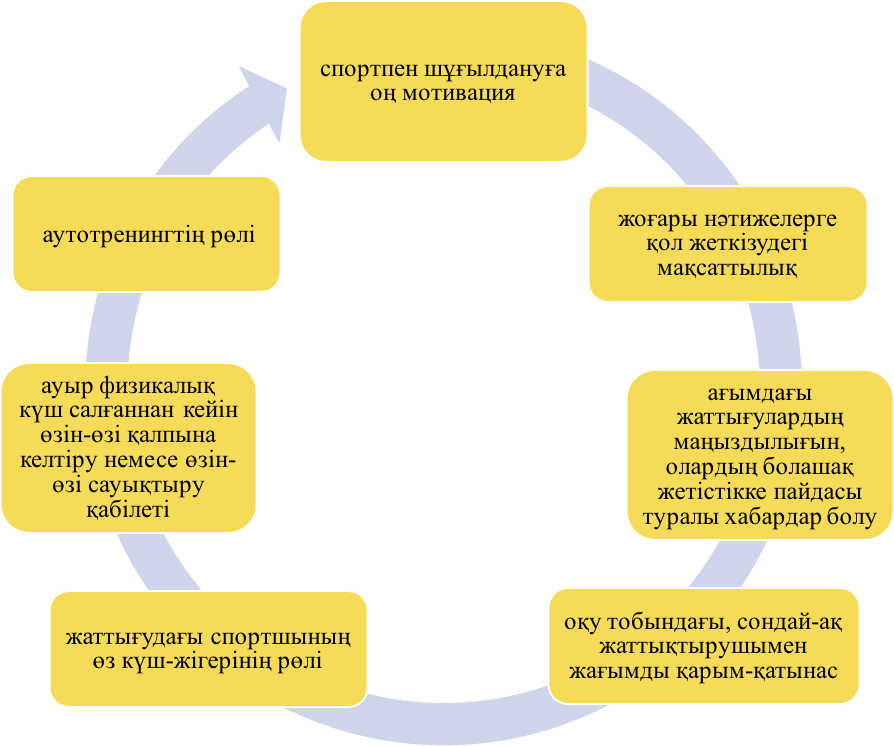 спортпен шұғылдануға
оң мотивация
жоғары нәтижелерге
қол жеткізудегі
мақсаттылық
ағымдағы
жаттығулардың
маңыздылығын,
олардың болашақ
жетістікке пайдасы
туралы хабардар болу
оқу тобындағы, сондай-ақ
жаттықтырушымен
жағымды қарым-қатынас
жаттығудағы спортшының
өз күш-жігерінің рөлі
ауыр физикалық
күш салғаннан кейін
өзін-өзі қалпына
келтіру немесе өзін-
өзі сауықтыру
қабілеті
аутотренингтің рөлі